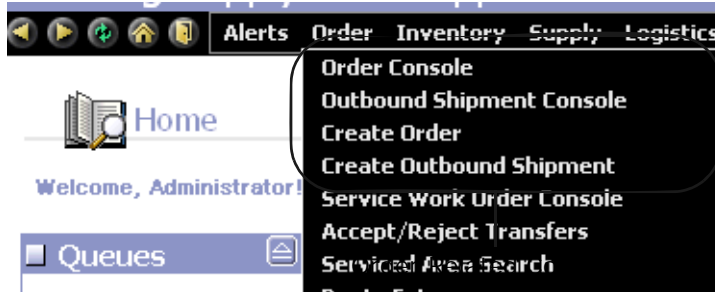 Alerts Order Inventory Supply Logistics
Order Console
Outbound Shipment Console
Create Order
Home
Create Outbound Shipment
Welcome, Administrator!
Service Work Order Console
Accept/Reject Transfers
Queues
Search